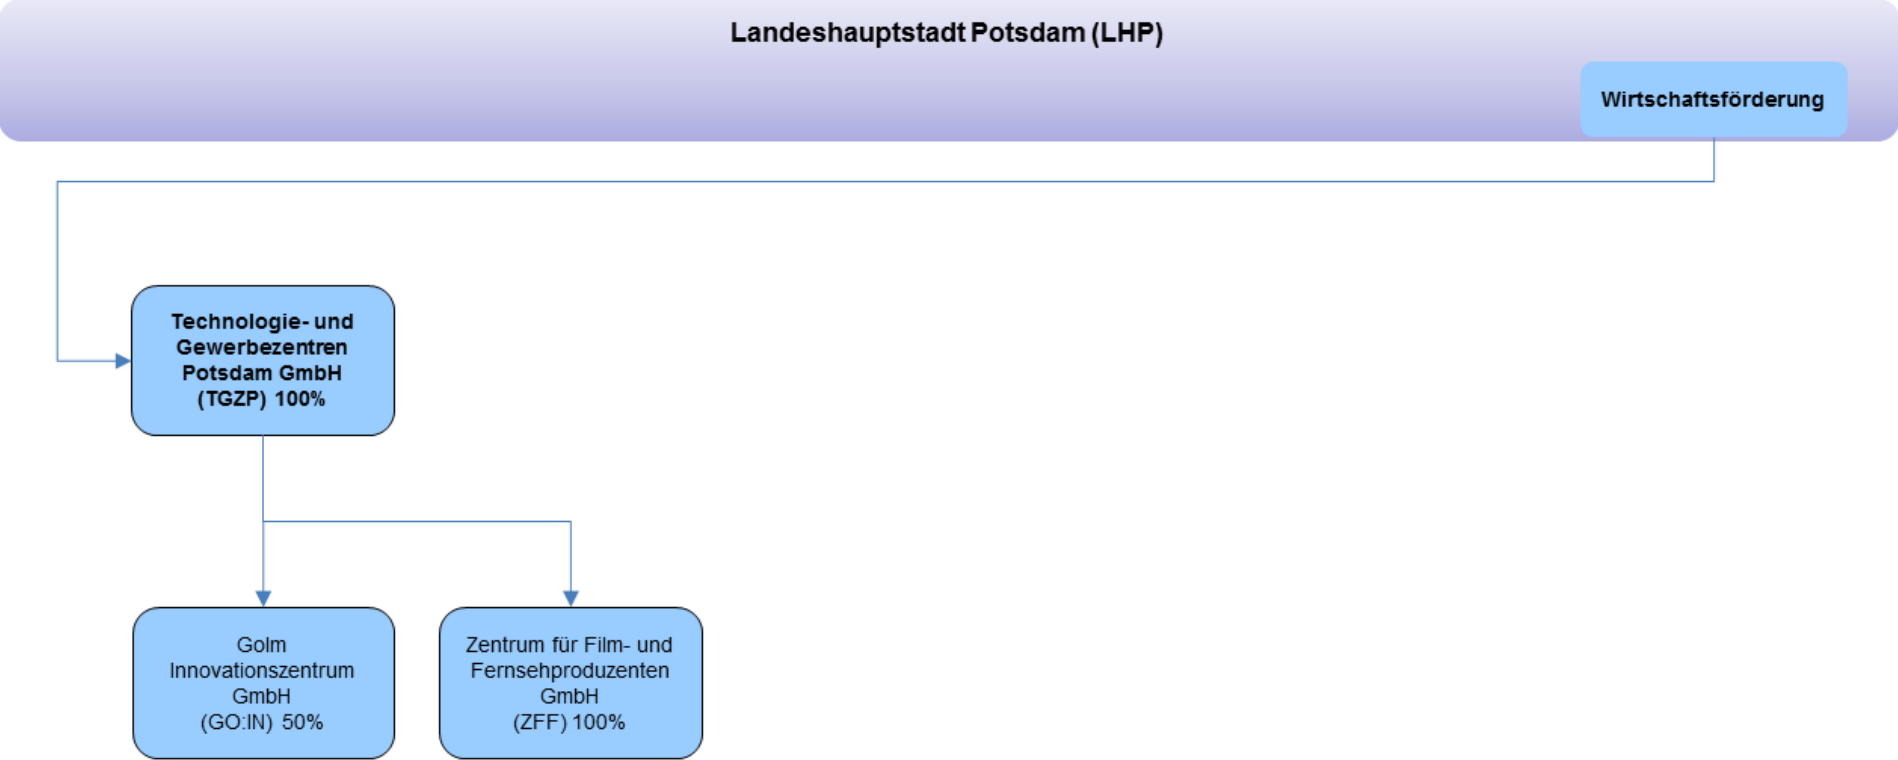 Landeshauptstadt Potsdam (LHP)
Wirtschaftsförderung
Technologie- und
Gewerbezentren
Potsdam GmbH
(TGZP) 100%
Golm
Innovationszentrum
GmbH
(GO:IN) 50%
Zentrum für Film- und
Fernsehproduzenten
GmbH
(ZFF) 100%